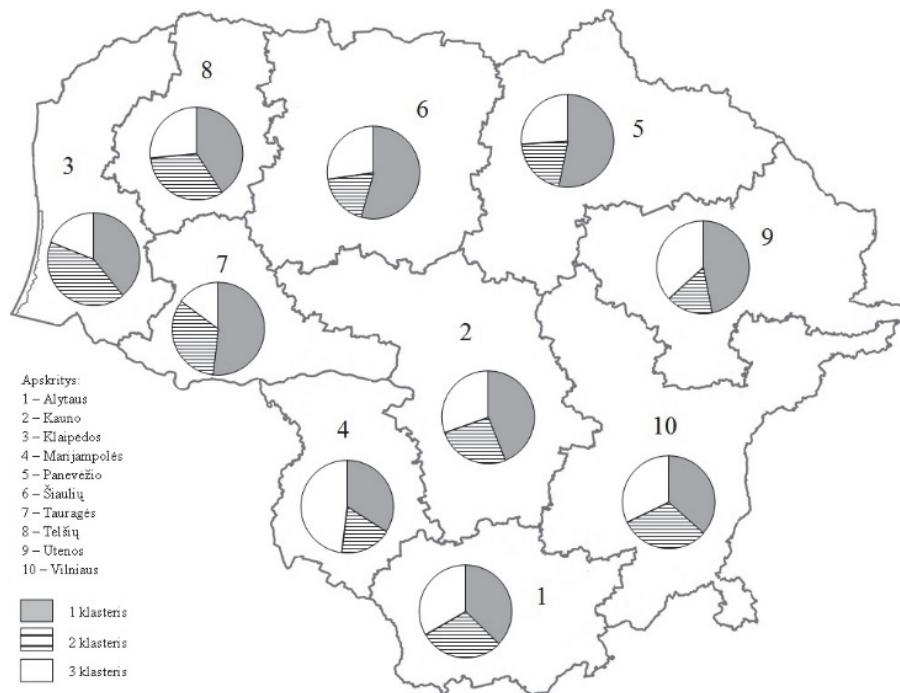 8
6
5
3
9
7
2
4
10
1
Apskritys:
1 – Alytaus
2 – Kauno
3 – Klaipėdos
4 – Marijampolės
5 – Panevėžio
6 – Šiaulių
7 – Tauragės
8 – Telšių
9 – Utenos
10 – Vilniaus
1 klasteris
2 klasteris
3 klasteris